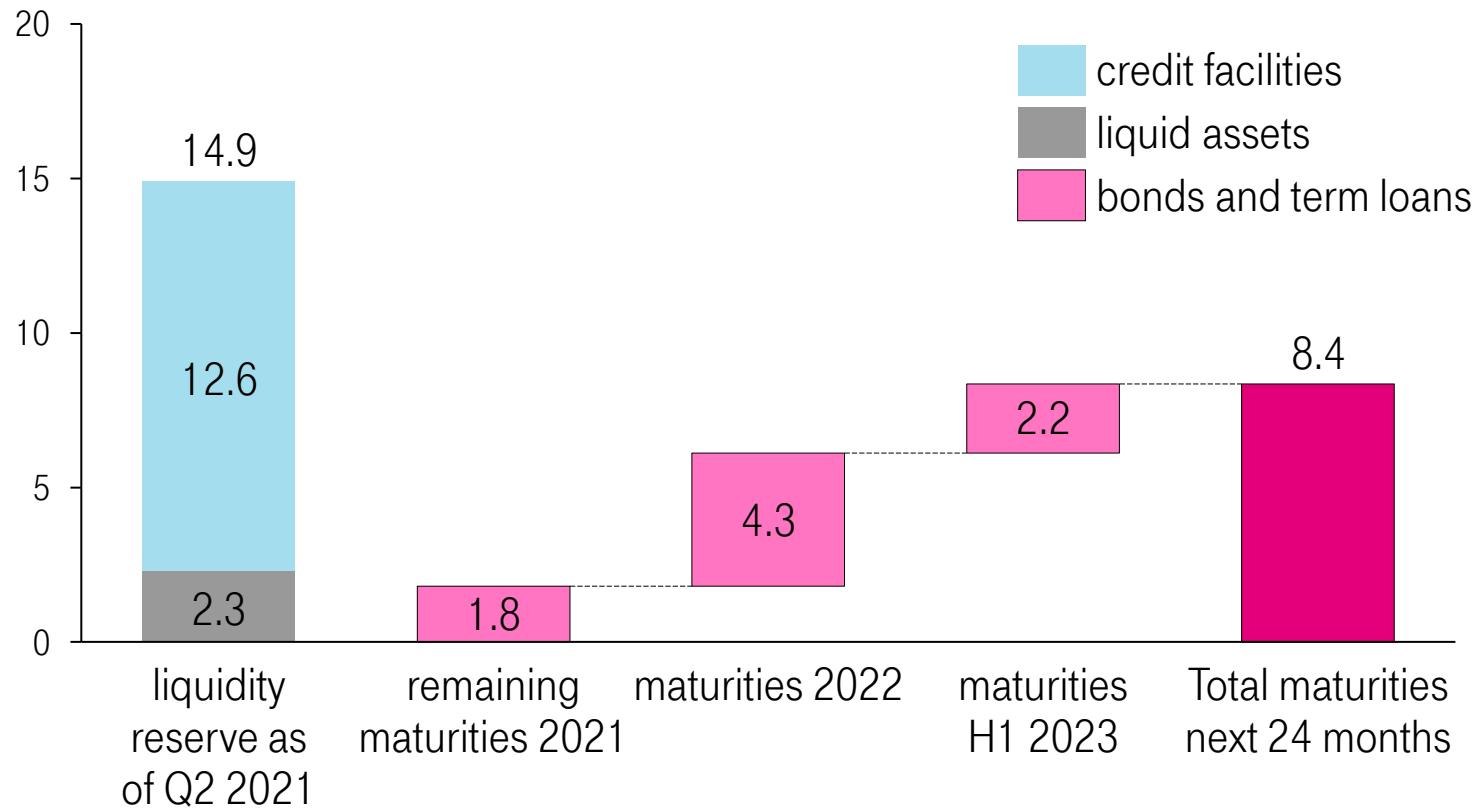 20
15
10
5
0
credit facilities
liquid assets
bonds and term loans
14.9
12.6
2.3
1.8
4.3
2.2
8.4
liquidity
reserve as
of Q2 2021
remaining
maturities 2021
maturities 2022
maturities
H1 2023
Total maturities
next 24 months